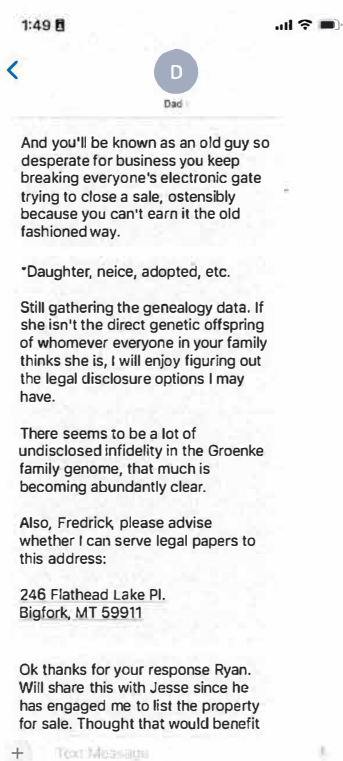 1:49
D
Dad
And you'll be known as an old guy so
desperate for business you keep
breaking everyone's electronic gate
trying to close a sale, ostensibly
because you can't earn it the old
fashioned way.
*Daughter, neice, adopted, etc.
Still gathering the genealogy data. If
she isn't the direct genetic offspring
of whomever everyone in your family
thinks she is, I will enjoy figuring out
the legal disclosure options I may
have.
There seems to be a lot of
undisclosed infidelity in the Groenke
family genome, that much is
becoming abundantly clear.
Also, Fredrick, please advise
whether I can serve legal papers to
this address:
246 Flathead Lake Pl.
Bigfork, MT 59911
Ok thanks for your response Ryan.
Will share this with Jesse since he
has engaged me to list the property
for sale. Thought that would benefit
+ Text Message